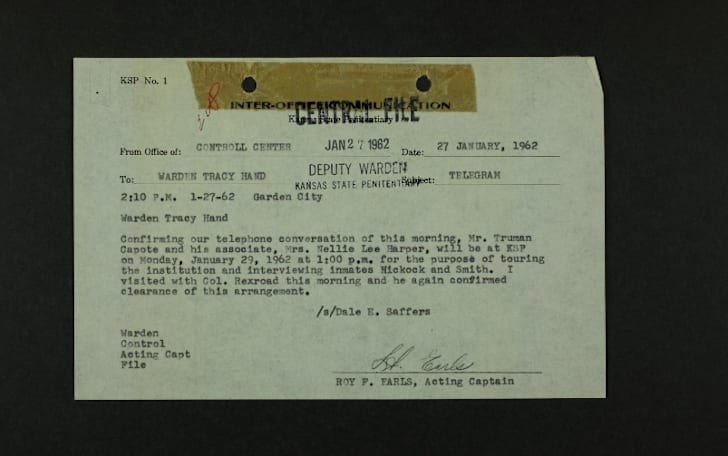 KSP No. 1
INTER-OFFICE COMMUNICATION
CENTRAL FILE
Kansas State Penitentiary
From Office of: CONTROLL CENTER JAN 27 1962 Date: 27 JANUARY, 1962
DEPUTY WARDEN
To: WARDEN TRACY HAND KANSAS STATE PENITENTIARY Subject: TELEGRAM
2:10 P.M. 1-27-62 Garden City
Warden Tracy Hand
Confirming our telephone conversation of this morning, Mr. Truman
Capote and his associate, Mrs. Nellie Lee Harper, will be at KSP
on Monday, January 29, 1962 at 1:00 p.m. for the purpose of touring
the institution and interviewing inmates Hickock and Smith. I
visited with Col. Rexroad this morning and he again confirmed
clearance of this arrangement.
/s/Dale E. Saffers
Warden
Control
Acting Capt
File
Earls
ROY F. EARLS, Acting Captain